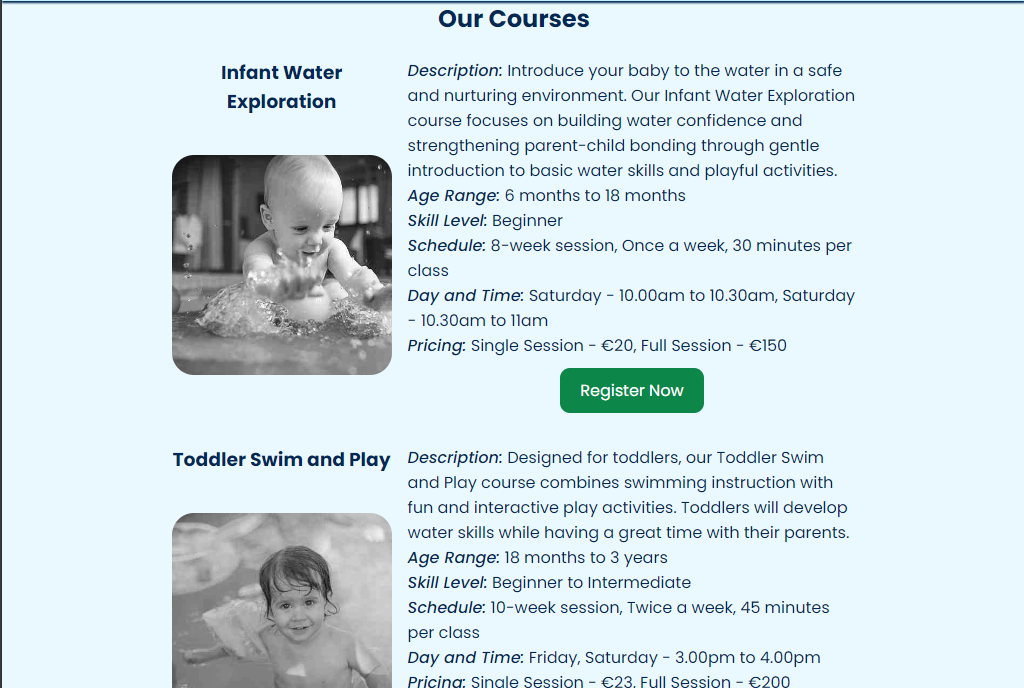 Our Courses
Infant Water
Exploration
Description: Introduce your baby to the water in a safe
and nurturing environment. Our Infant Water Exploration
course focuses on building water confidence and
strengthening parent-child bonding through gentle
introduction to basic water skills and playful activities.
Age Range: 6 months to 18 months
Skill Level: Beginner
Schedule: 8-week session, Once a week, 30 minutes per
class
Day and Time: Saturday - 10.00am to 10.30am, Saturday
- 10.30am to 11am
Pricing: Single Session - €20, Full Session - €150
Register Now
Toddler Swim and Play
Description: Designed for toddlers, our Toddler Swim
and Play course combines swimming instruction with
fun and interactive play activities. Toddlers will develop
water skills while having a great time with their parents.
Age Range: 18 months to 3 years
Skill Level: Beginner to Intermediate
Schedule: 10-week session, Twice a week, 45 minutes
per class
Day and Time: Friday, Saturday - 3.00pm to 4.00pm
Pricing: Single Session - €23, Full Session - €200